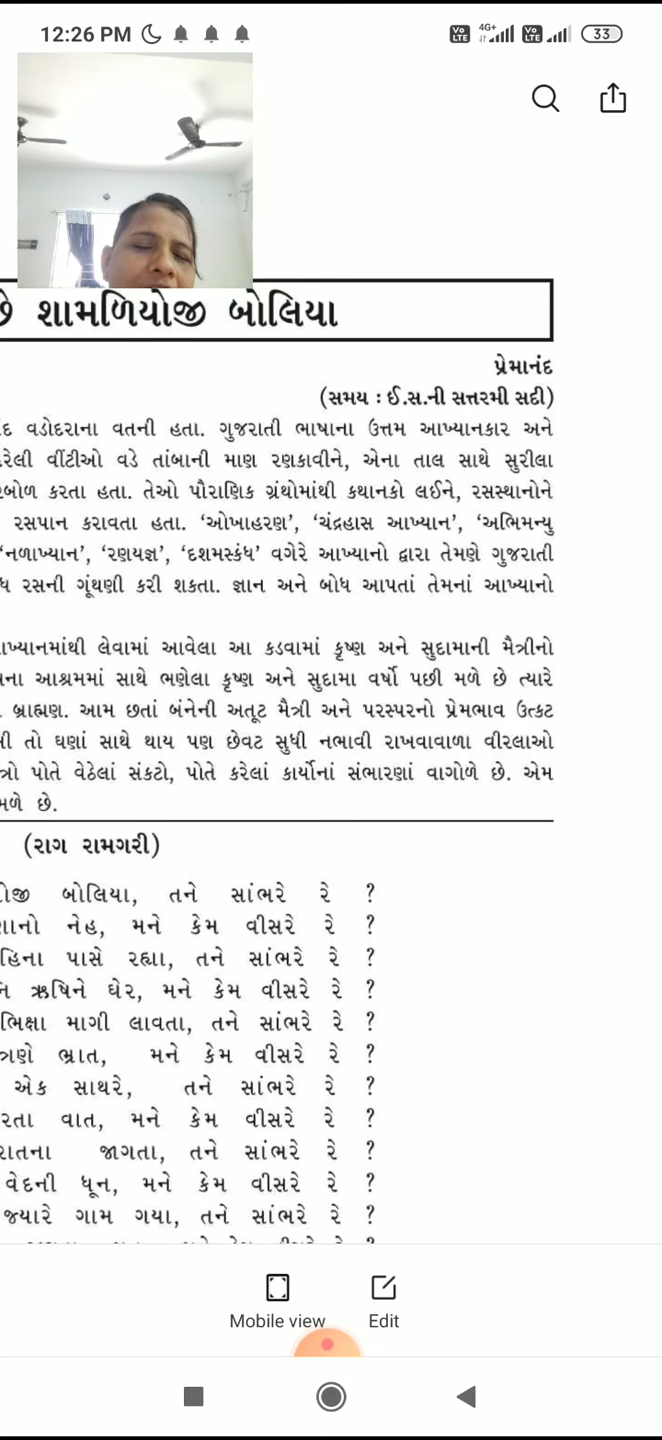 12:26 PM
Vo LTE 4G+ Vo LTE 33
છે શામળિયોજી બોલિયા
પ્રેમાનંદ
(સમય : ઈ.સ.ની સત્તરમી સદી)
વડોદરાના વતની હતા. ગુજરાતી ભાષાના ઉત્તમ આખ્યાનકાર અને
વીંટીઓ વડે તાંબાની માણ રણકાવીને, એના તાલ સાથે સુરીલા
કરતા હતા. તેઓ પૌરાણિક ગ્રંથોમાંથી કથાનકો લઈને, રસસ્થાનોને
રસપાન કરાવતા હતા. ‘ઓખાહરણ’, ‘ચંદ્રહાસ આખ્યાન’, ‘અભિમન્યુ
‘નળાખ્યાન’, ‘રણયજ્ઞ’, ‘દશમસ્કંધ’ વગેરે આખ્યાનો દ્વારા તેમણે ગુજરાતી
ધ રસની ગૂંથણી કરી શકતા. જ્ઞાન અને બોધ આપતાં તેમનાં આખ્યાનો
ખ્યાનમાંથી લેવામાં આવેલા આ કડવામાં કૃષ્ણ અને સુદામાની મૈત્રીનો
ના આશ્રમમાં સાથે ભણેલા કૃષ્ણ અને સુદામા વર્ષો પછી મળે છે ત્યારે
બ્રાહ્મણ. આમ છતાં બંનેની અતૂટ મૈત્રી અને પરસ્પરનો પ્રેમભાવ ઉત્કટ
તો ઘણાં સાથે થાય પણ છેવટ સુધી નભાવી રાખવાવાળા વીરલાઓ
ત્રો પોતે વેઠેલાં સંકટો, પોતે કરેલાં કાર્યોનાં સંભારણાં વાગોળે છે. એમ
મળે છે.
(રાગ રામગરી)
બોલિયા, તને સાંભરે રે ?
નેહ, મને કેમ વીસરે રે ?
પાસે રહ્યા, તને સાંભરે રે ?
ઋષિને ઘેર, મને કેમ વીસરે રે ?
ભિક્ષા માગી લાવતા, તને સાંભરે રે ?
ત્રણે ભ્રાત, મને કેમ વીસરે રે ?
એક સાથરે, તને સાંભરે રે ?
રતા વાત, મને કેમ વીસરે રે ?
રાતના જાગતા, તને સાંભરે રે ?
વેદની ધૂન, મને કેમ વીસરે રે ?
જ્યારે ગામ ગયા, તને સાંભરે રે ?
Mobile view Edit